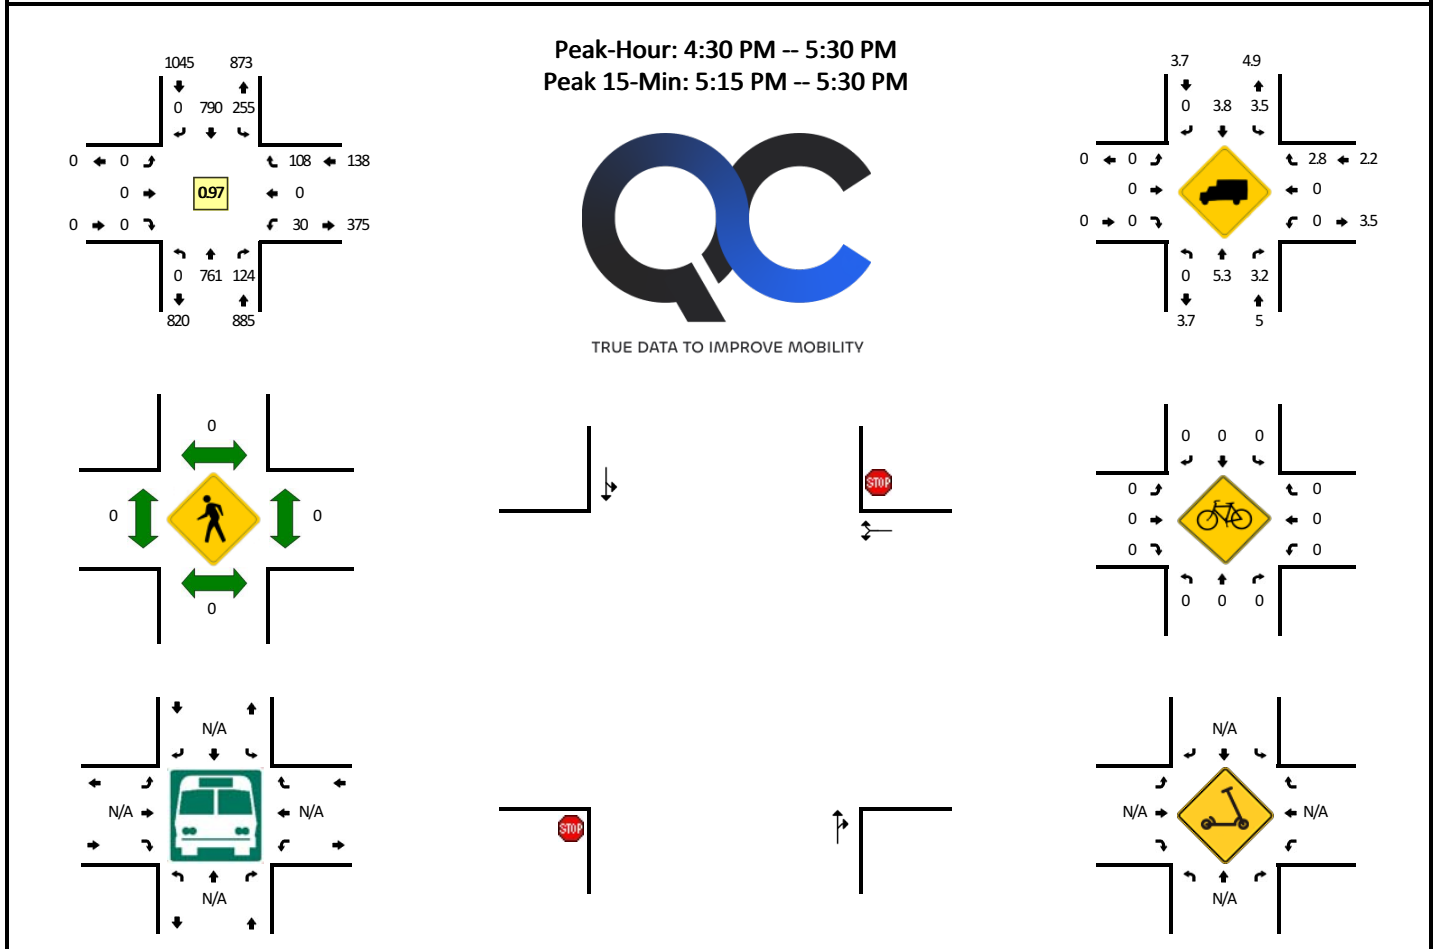 Peak-Hour: 4:30 PM -- 5:30 PM
Peak 15-Min: 5:15 PM -- 5:30 PM
1045 873
0 790 255
0 0 108 138
0 0.97 0
0 0 30 375
0 761 124
820 885
TRUE DATA TO IMPROVE MOBILITY
3.7 4.9
0 3.8 3.5
0 0 2.8 2.2
0 0
0 0 0 3.5
0 5.3 3.2
3.7 5
0
0 0
0
STOP
STOP
0 0 0
0 0
0 0
0 0
0 0 0
N/A
N/A N/A
N/A
N/A
N/A N/A
N/A